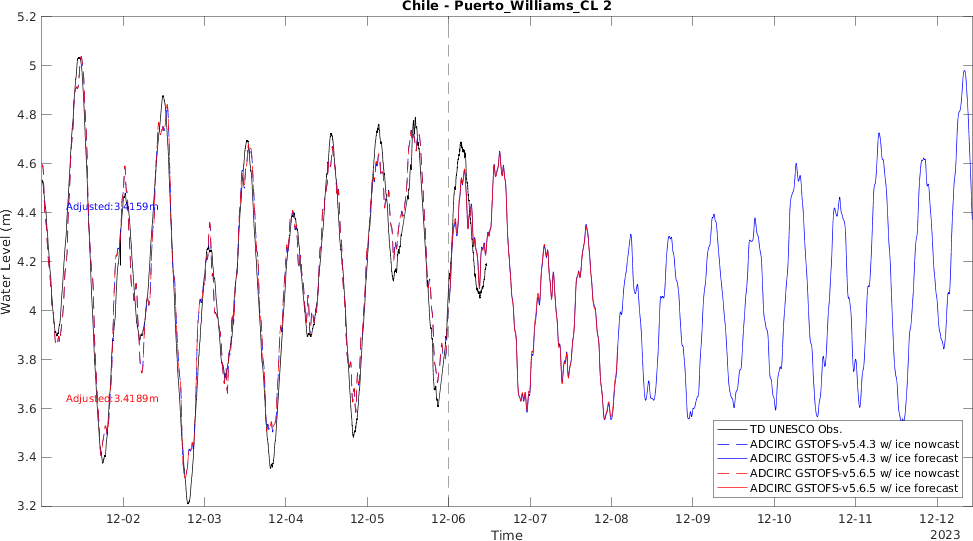 Chile - Puerto_Williams_CL 2
5.2
5
4.8
4.6
4.4
4.2
4
3.8
3.6
3.4
3.2
Water Level (m)
Adjusted:3.4159m
Adjusted:3.4189m
TD UNESCO Obs.
ADCIRC GSTOFS-v5.4.3 w/ ice nowcast
ADCIRC GSTOFS-v5.4.3 w/ ice forecast
ADCIRC GSTOFS-v5.6.5 w/ ice nowcast
ADCIRC GSTOFS-v5.6.5 w/ ice forecast
12-02 12-03 12-04 12-05 12-06 12-07 12-08 12-09 12-10 12-11 12-12
Time 2023